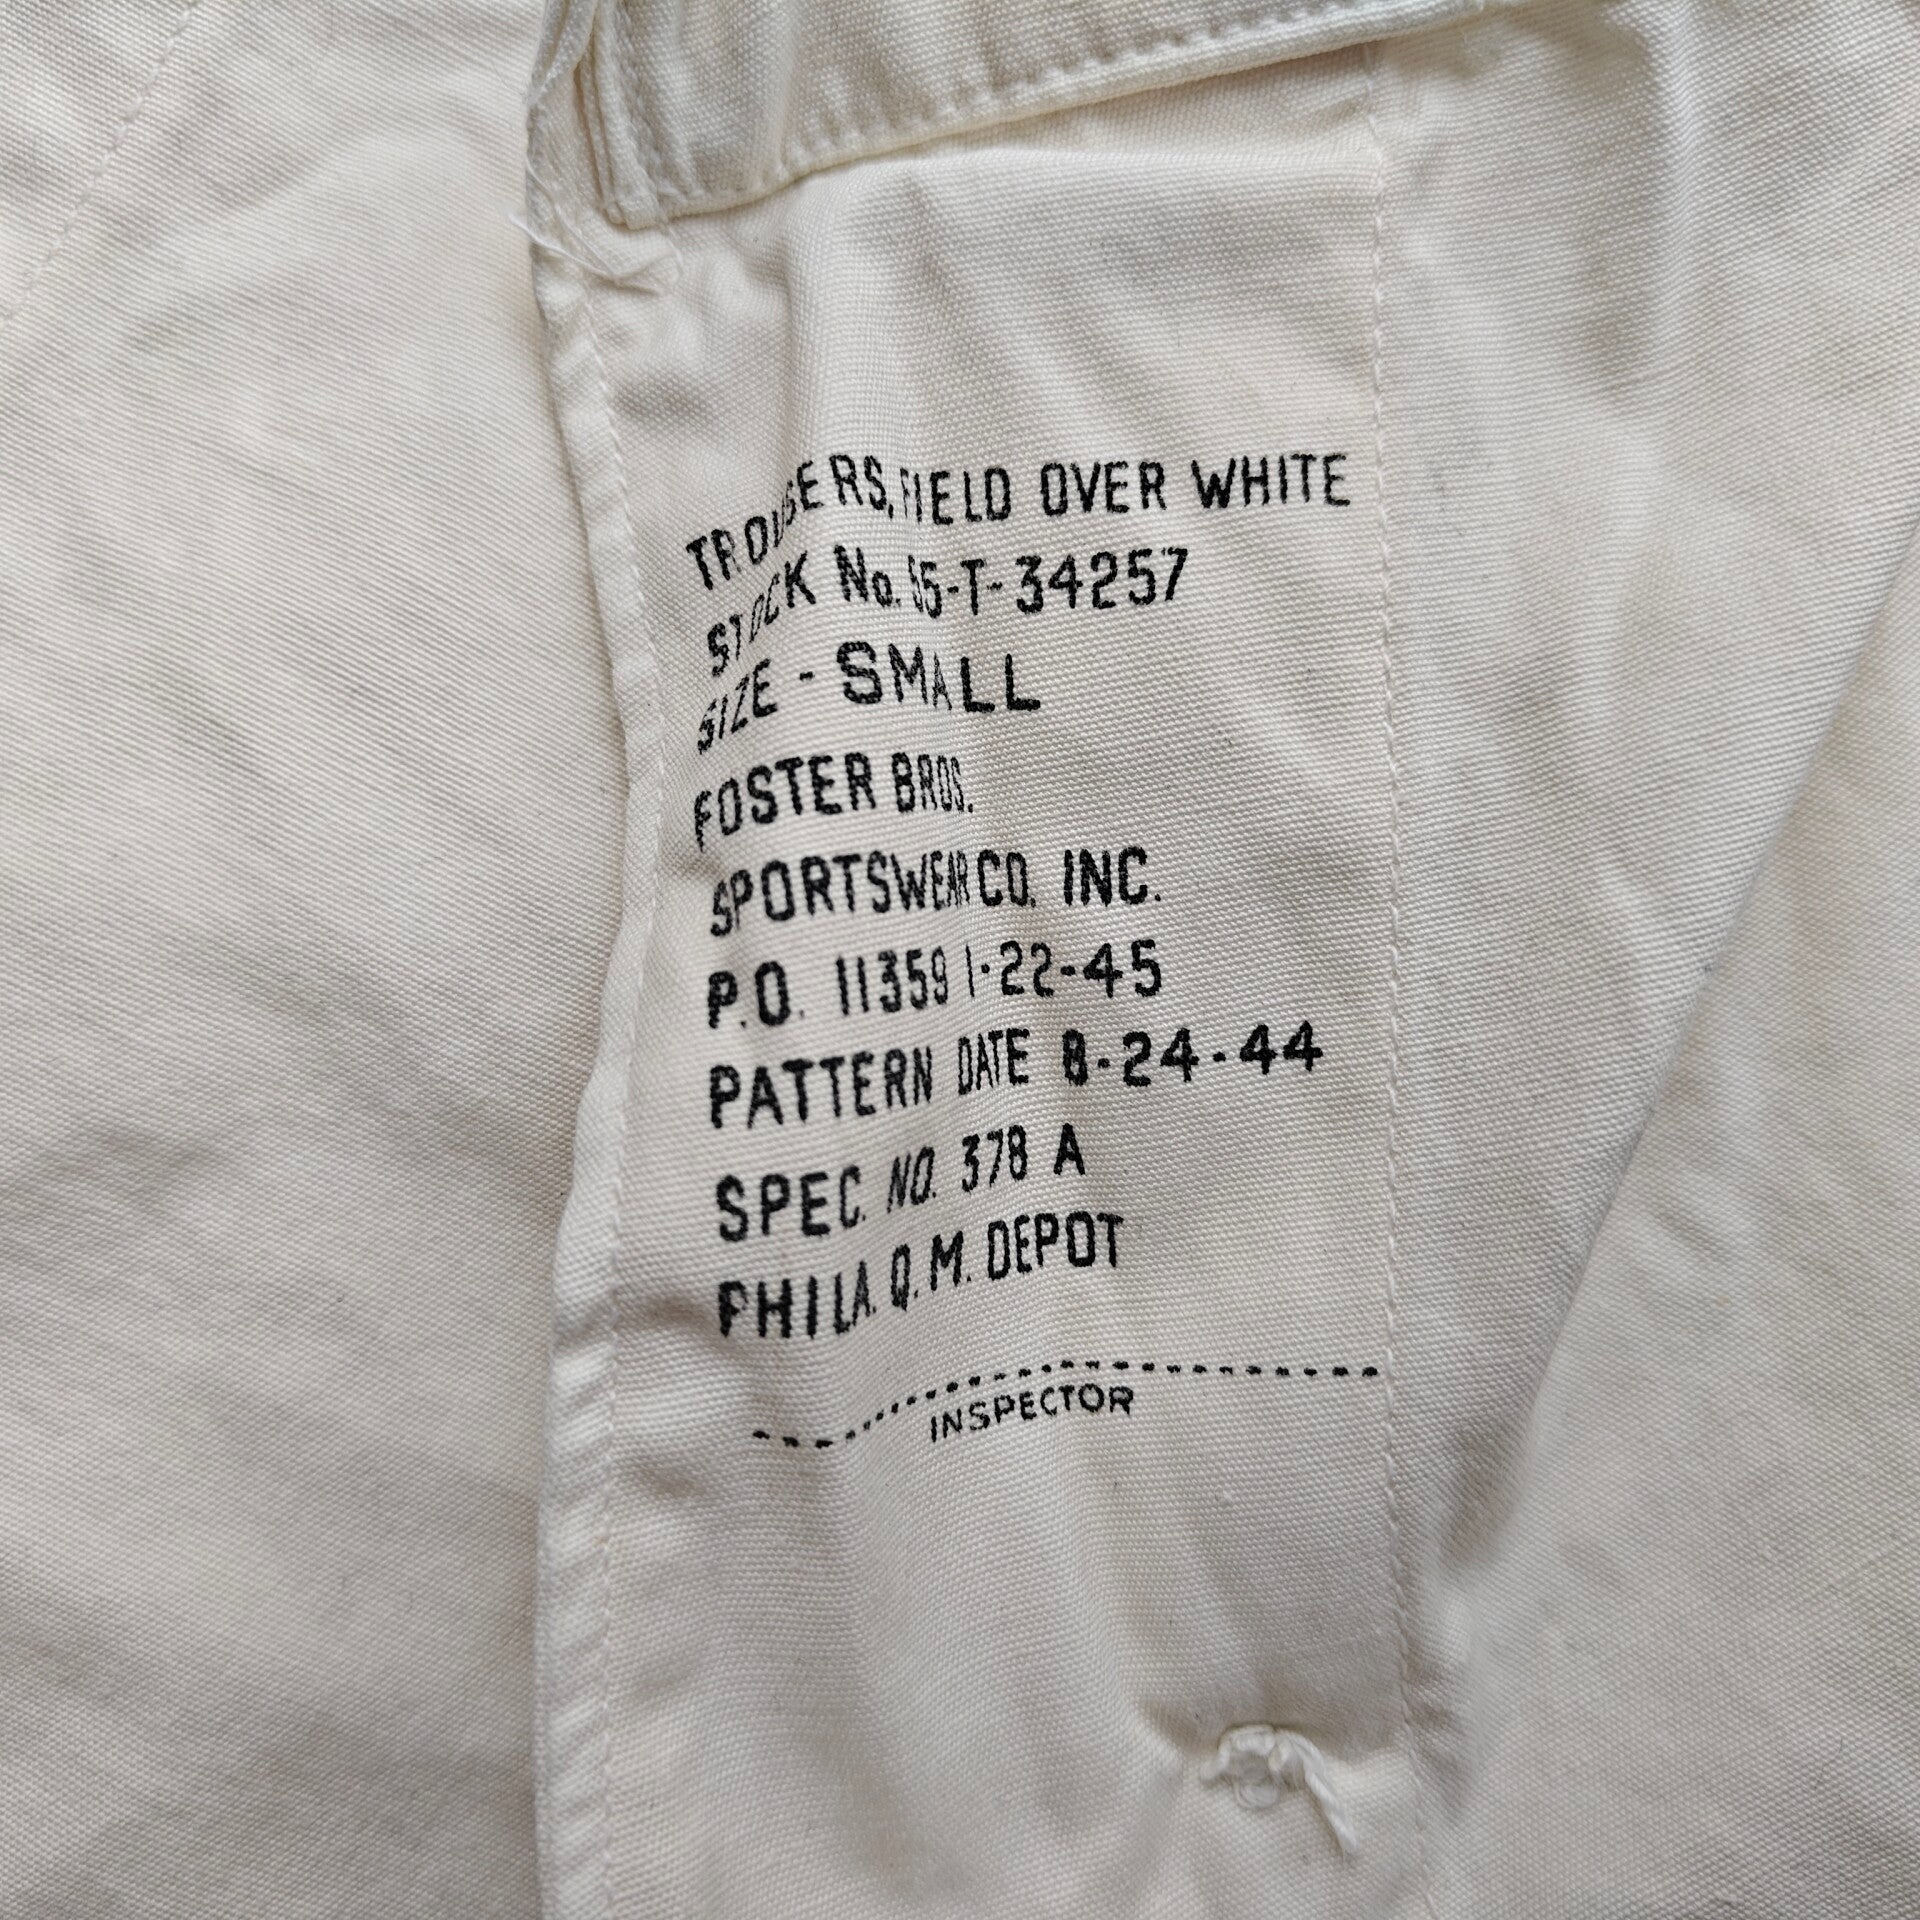 TROUSERS, FIELD OVER WHITE
STOCK No. 55-T-34257
SIZE - SMALL
FOSTER BROS.
SPORTSWEAR CO. INC.
P.O. 11359 1-22-45
PATTERN DATE 8-24-44
SPEC. NO. 378 A
PHILA. Q. M. DEPOT
INSPECTOR